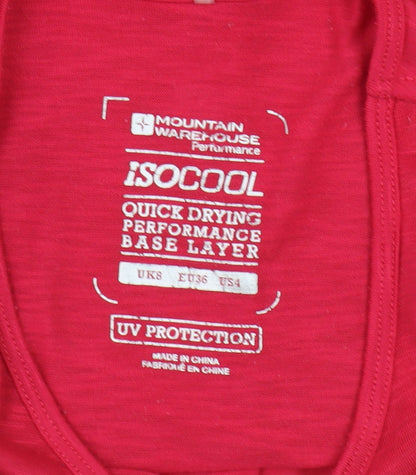 MOUNTAIN
WAREHOUSE
Performance
ISOCOOL
QUICK DRYING
PERFORMANCE
BASE LAYER
UK8 EU36 US4
UV PROTECTION
MADE IN CHINA
FABRIQUÉ EN CHINE